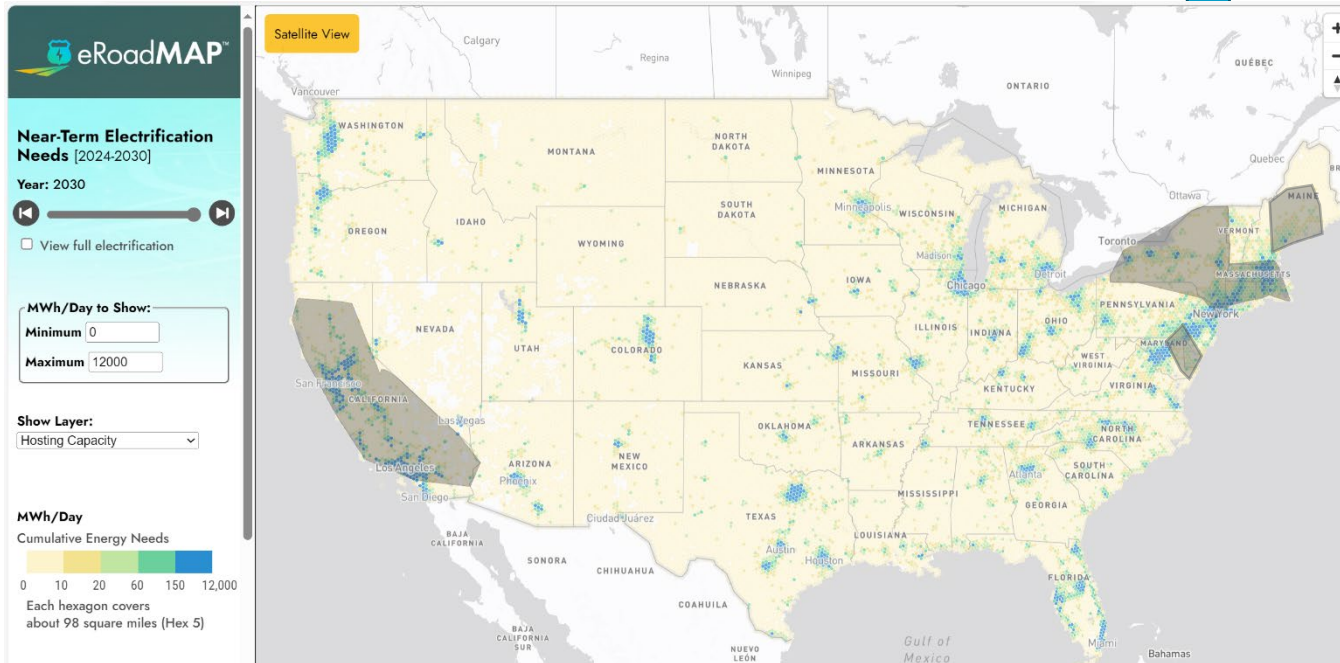 eRoadMAP™
Near-Term Electrification
Needs [2024-2030]
Year: 2030
View full electrification
MWh/Day to Show:
Minimum 0
Maximum 12000
Show Layer:
Hosting Capacity
MWh/Day
Cumulative Energy Needs
0 10 20 60 150 12,000
Each hexagon covers
about 98 square miles (Hex 5)
Satellite View
Calgary
Regina
Winnipeg
Vancouver
ONTARIO
QUÉBEC
Quebec
Ottawa
Toronto
WASHINGTON
MONTANA
NORTH
DAKOTA
MINNESOTA
Minneapolis
WISCONSIN
MICHIGAN
VERMONT
MAINE
OREGON
IDAHO
WYOMING
SOUTH
DAKOTA
Madison
Detroit
Chicago
MASSACHUSETTS
New York
NEBRASKA
IOWA
ILLINOIS
INDIANA
OHIO
PENNSYLVANIA
MARYLAND
NEVADA
UTAH
COLORADO
KANSAS
MISSOURI
WEST
VIRGINIA
VIRGINIA
KENTUCKY
San Francisco
CALIFORNIA
Las Vegas
Los Angeles
San Diego
ARIZONA
Phoenix
NEW
MEXICO
OKLAHOMA
ARKANSAS
TENNESSEE
NORTH
CAROLINA
SOUTH
CAROLINA
Atlanta
MISSISSIPPI
GEORGIA
Ciudad Juárez
TEXAS
LOUISIANA
Austin
Houston
BAJA
CALIFORNIA
SONORA
CHIHUAHUA
COAHUILA
FLORIDA
Miami
BAJA
CALIFORNIA
SUR
NUEVO
LEÓN
Gulf of
Mexico
Bahamas